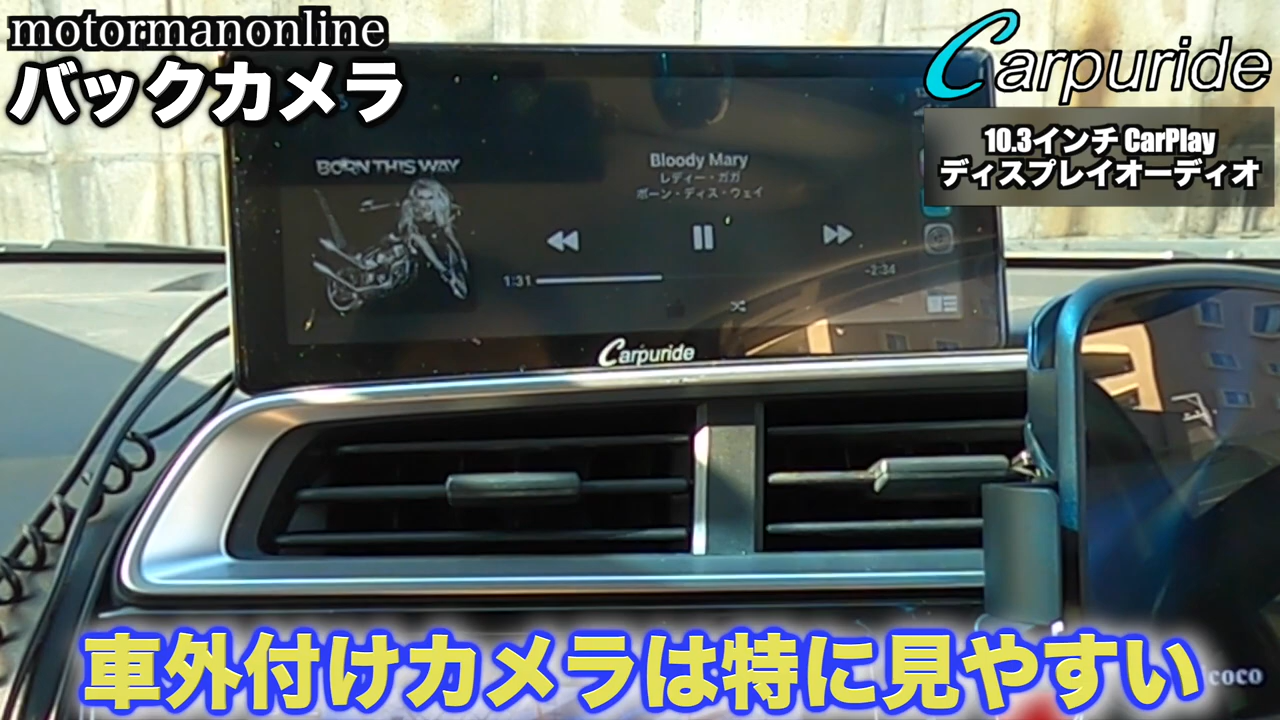 motormanonline
バックカメラ
Carpuride
10.3インチ CarPlay
ディスプレイオーディオ
BORN THIS WAY
Bloody Mary
レディー・ガガ
ボーン・ディス・ウェイ
1:31
-2:34
Carpuride
車外付けカメラは特に見やすい
coco